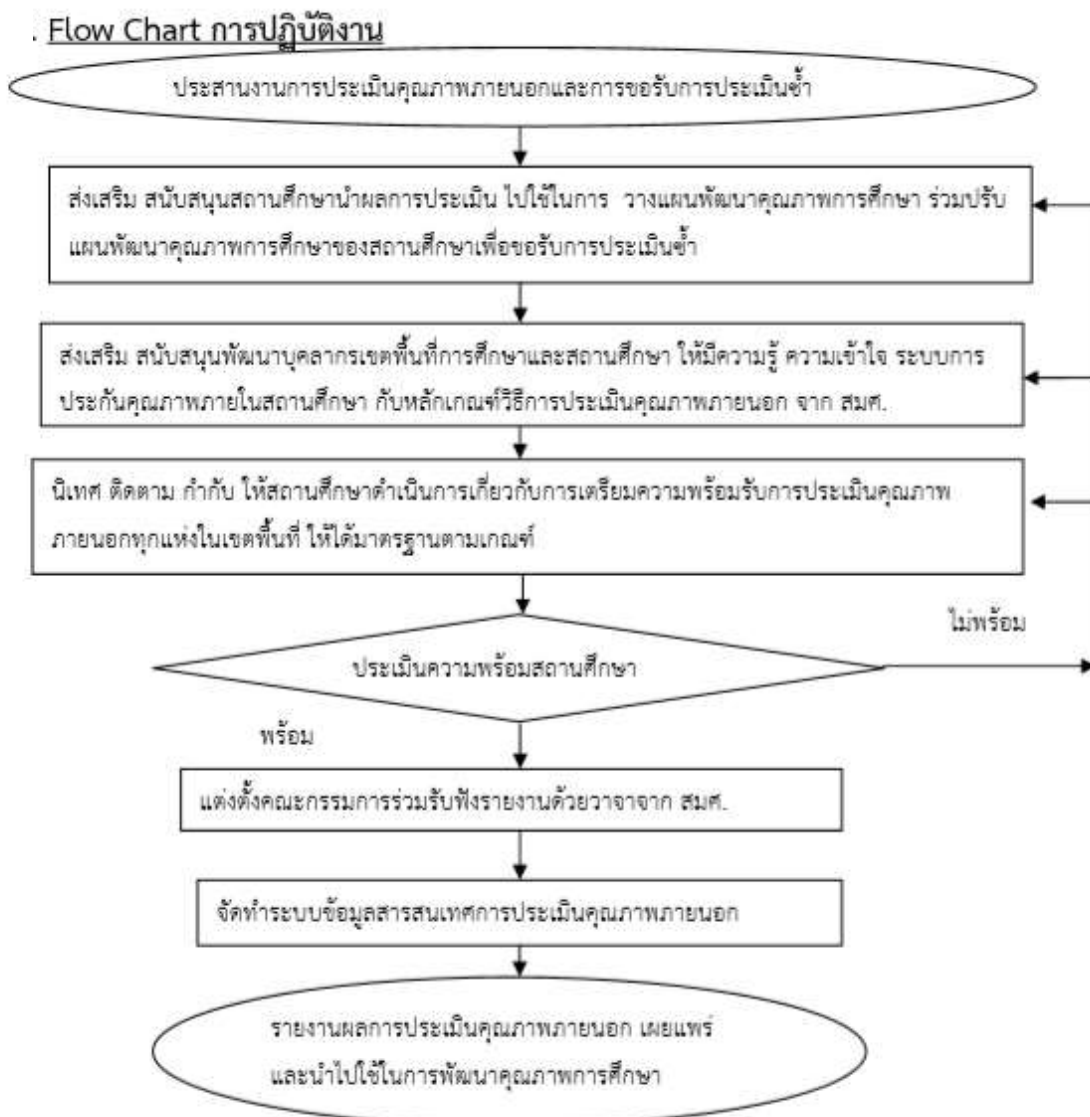 . Flow Chart การปฏิบัติงาน
ประสานงานการประเมินคุณภาพภายนอกและการขอรับการประเมินซ้ำ
ส่งเสริม สนับสนุนสถานศึกษานำผลการประเมิน ไปใช้ในการ วางแผนพัฒนาคุณภาพการศึกษา ร่วมปรับ
แผนพัฒนาคุณภาพการศึกษาของสถานศึกษาเพื่อขอรับการประเมินซ้ำ
ส่งเสริม สนับสนุนพัฒนาบุคลากรเขตพื้นที่การศึกษาและสถานศึกษา ให้มีความรู้ ความเข้าใจ ระบบการ
ประกันคุณภาพภายในสถานศึกษา กับหลักเกณฑ์วิธีการประเมินคุณภาพภายนอก จาก สมศ.
นิเทศ ติดตาม กำกับ ให้สถานศึกษาดำเนินการเกี่ยวกับการเตรียมความพร้อมรับการประเมินคุณภาพ
ภายนอกทุกแห่งในเขตพื้นที่ ให้ได้มาตรฐานตามเกณฑ์
ไม่พร้อม
ประเมินความพร้อมสถานศึกษา
พร้อม
แต่งตั้งคณะกรรมการร่วมรับฟังรายงานด้วยวาจาจาก สมศ.
จัดทำระบบข้อมูลสารสนเทศการประเมินคุณภาพภายนอก
รายงานผลการประเมินคุณภาพภายนอก เผยแพร่
และนำไปใช้ในการพัฒนาคุณภาพการศึกษา